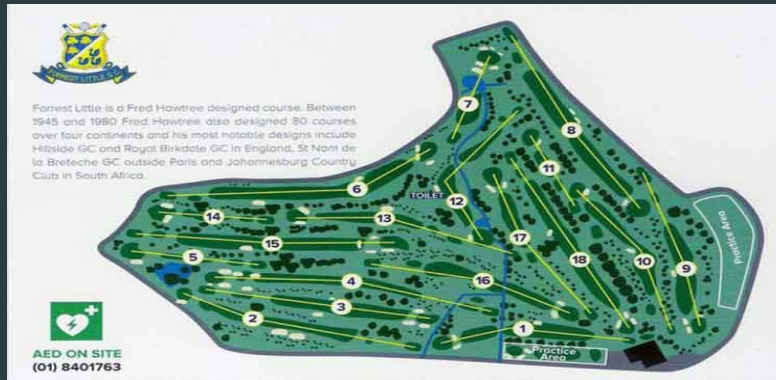 FORREST LITTLE G.C.
Forrest Little is a Fred Hawtree designed course. Between
1945 and 1980 Fred Hawtree also designed 80 courses
over four continents and his most notable designs include
Hillside GC and Royal Birkdale GC in England, St Nom de
la Breteche GC outside Paris and Johannesburg Country
Club in South Africa.
7
8
6
TOILET
11
14
13
12
15
17
5
4
16
18
10
9
Practice Area
3
2
1
Practice
Area
AED ON SITE
(01) 8401763